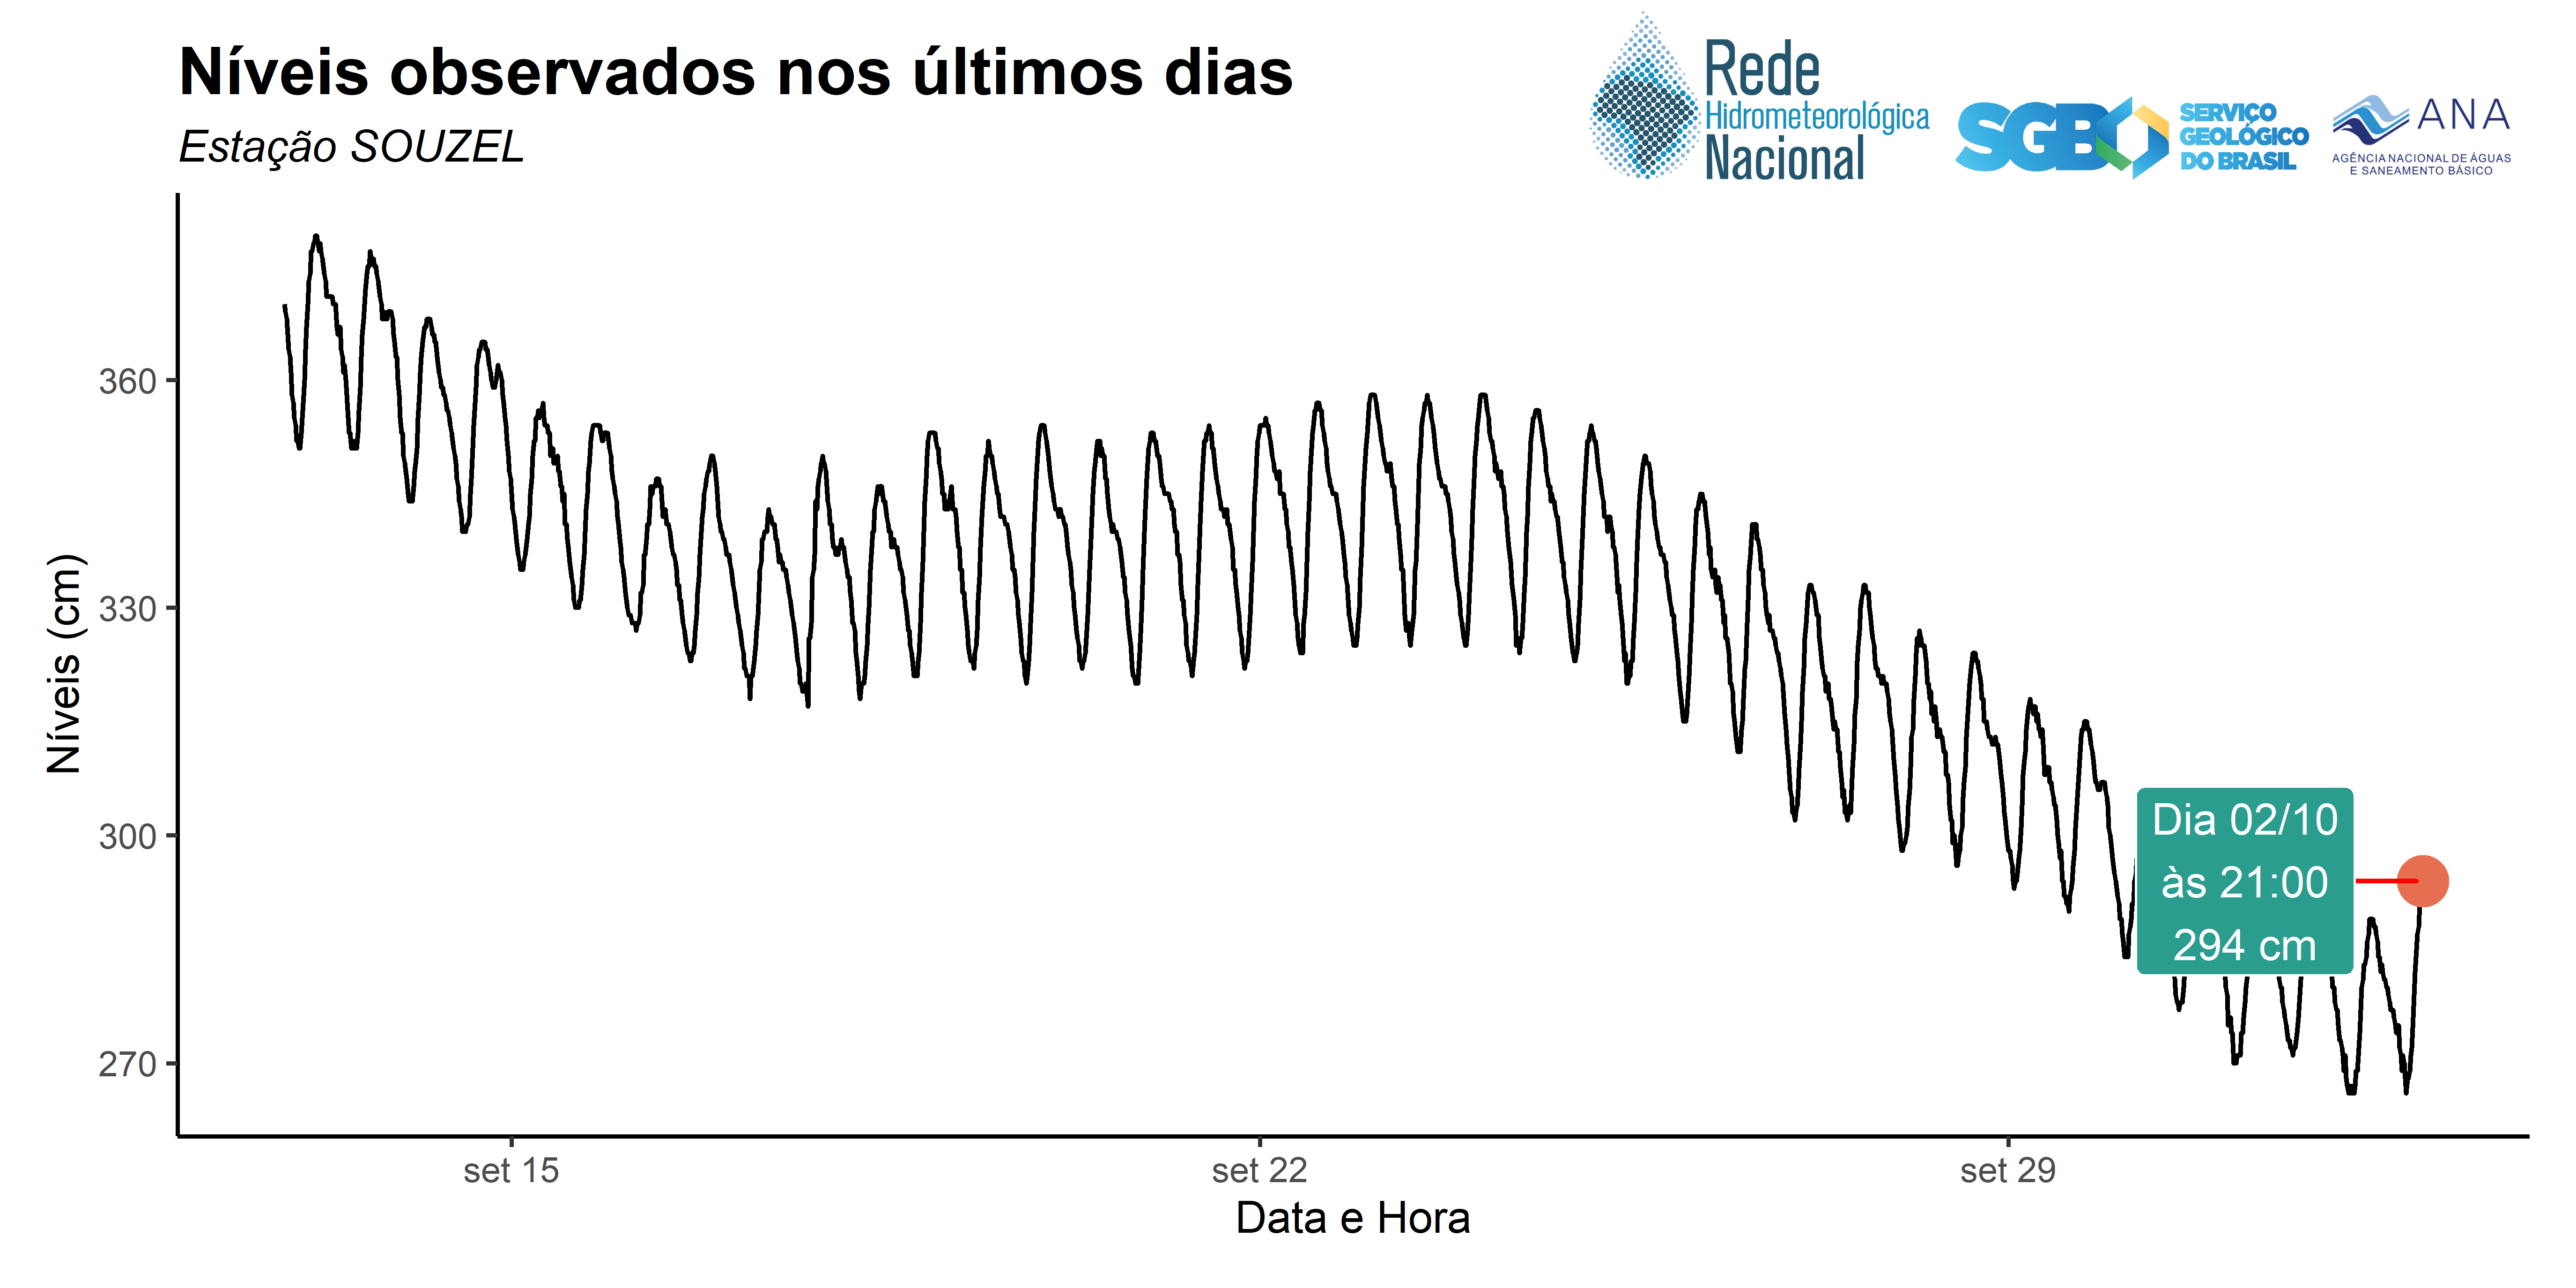 Níveis observados nos últimos dias
Estação SOUZEL
Rede
Hidrometeorológica
Nacional
SGB
SERVIÇO
GEOLÓGICO
DO BRASIL
ANA
AGÊNCIA NACIONAL DE ÁGUAS
E SANEAMENTO BÁSICO
Níveis (cm)
360
330
300
270
Dia 02/10
às 21:00
294 cm
set 15
set 22
set 29
Data e Hora